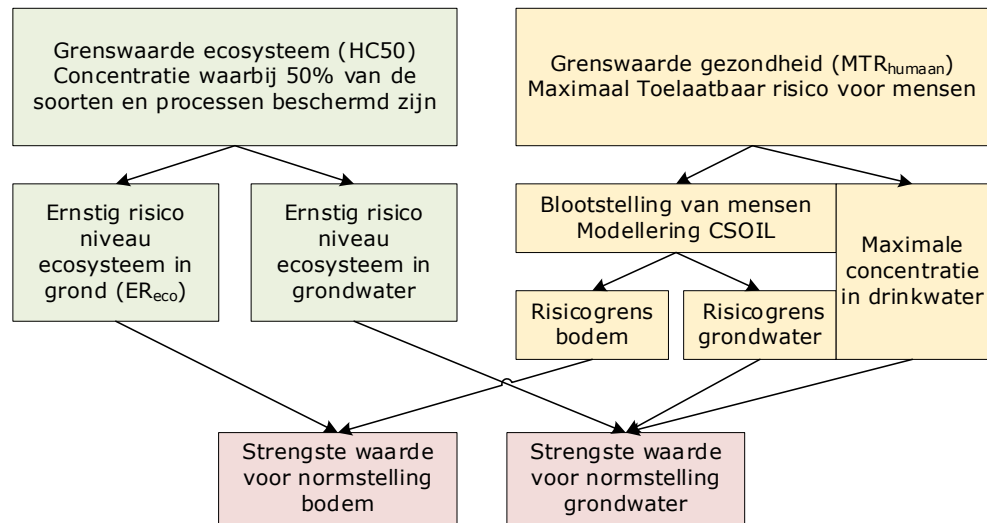 Grenswaarde ecosysteem (HC50)
Concentratie waarbij 50% van de
soorten en processen beschermd zijn
Grenswaarde gezondheid (MTRhumaan)
Maximaal Toelaatbaar risico voor mensen
Ernstig risico
niveau
ecosysteem in
grond (EReco)
Ernstig risico
niveau
ecosysteem in
grondwater
Blootstelling van mensen
Modellering CSOIL
Maximale
concentratie
in drinkwater
Risicogrens
bodem
Risicogrens
grondwater
Strengste waarde
voor normstelling
bodem
Strengste waarde
voor normstelling
grondwater